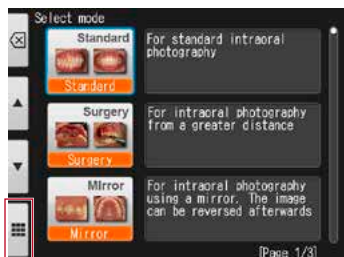 Select mode
Standard
Standard
For standard intraoral
photography
Surgery
Surgery
For intraoral photography
from a greater distance
Mirror
Mirror
For intraoral photography
using a mirror. The image
can be reversed afterwards
[Page 1/3]